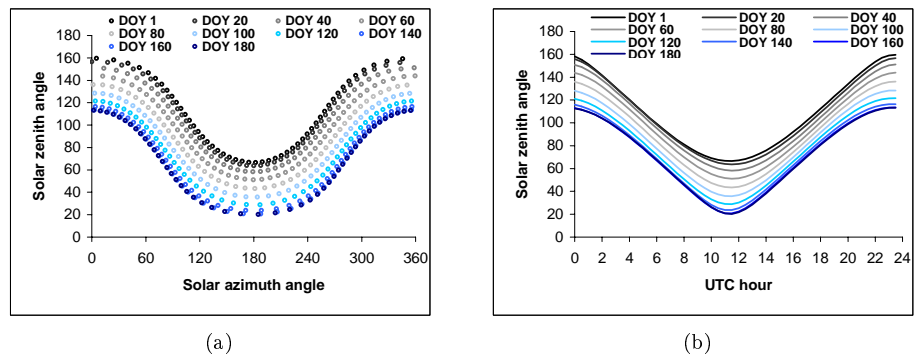 DOY 1 DOY 20 DOY 40 DOY 60
DOY 80 DOY 100 DOY 120 DOY 140
DOY 160 DOY 180
180
160
140
120
100
80
60
40
20
0
Solar zenith angle
0 60 120 180 240 300 360
Solar azimuth angle
(a)
DOY 1 DOY 20 DOY 40
DOY 60 DOY 80 DOY 100
DOY 120 DOY 140 DOY 160
DOY 180
180
160
140
120
100
80
60
40
20
0
Solar zenith angle
0 2 4 6 8 10 12 14 16 18 20 22 24
UTC hour
(b)